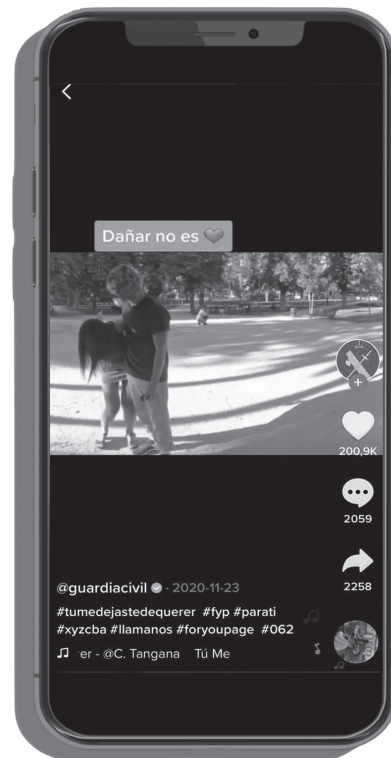 Dañar no es
200,9K
2059
2258
@guardiacivil · 2020-11-23
#tumedejastedequerer #fyp #parati
#xyzcba #llamanos #foryoupage #062
er - @C. Tangana Tú Me